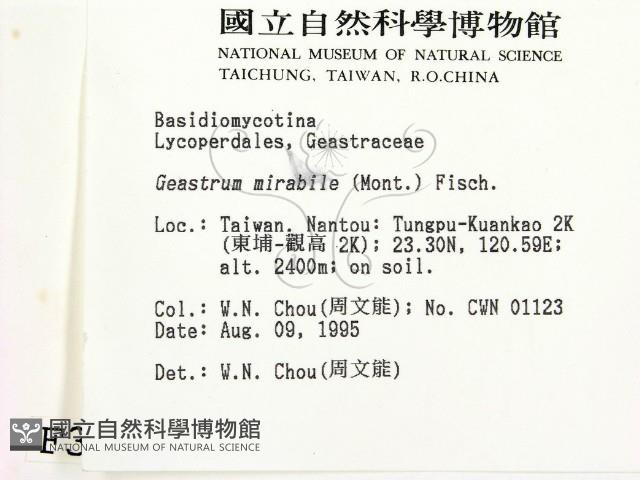 國立自然科學博物館
NATIONAL MUSEUM OF NATURAL SCIENCE
TAICHUNG, TAIWAN, R.O.CHINA
Basidiomycotina
Lycoperdales, Geastraceae
Geastrum mirabile (Mont.) Fisch.
Loc.: Taiwan. Nantou: Tungpu-Kuankao 2K
(東埔-觀高 2K); 23.30N, 120.59E;
alt. 2400m; on soil.
Col.: W.N. Chou(周文能); No. CWN 01123
Date: Aug. 09, 1995
Det.: W.N. Chou(周文能)
F3
國立自然科學博物館
NATIONAL MUSEUM OF NATURAL SCIENCE